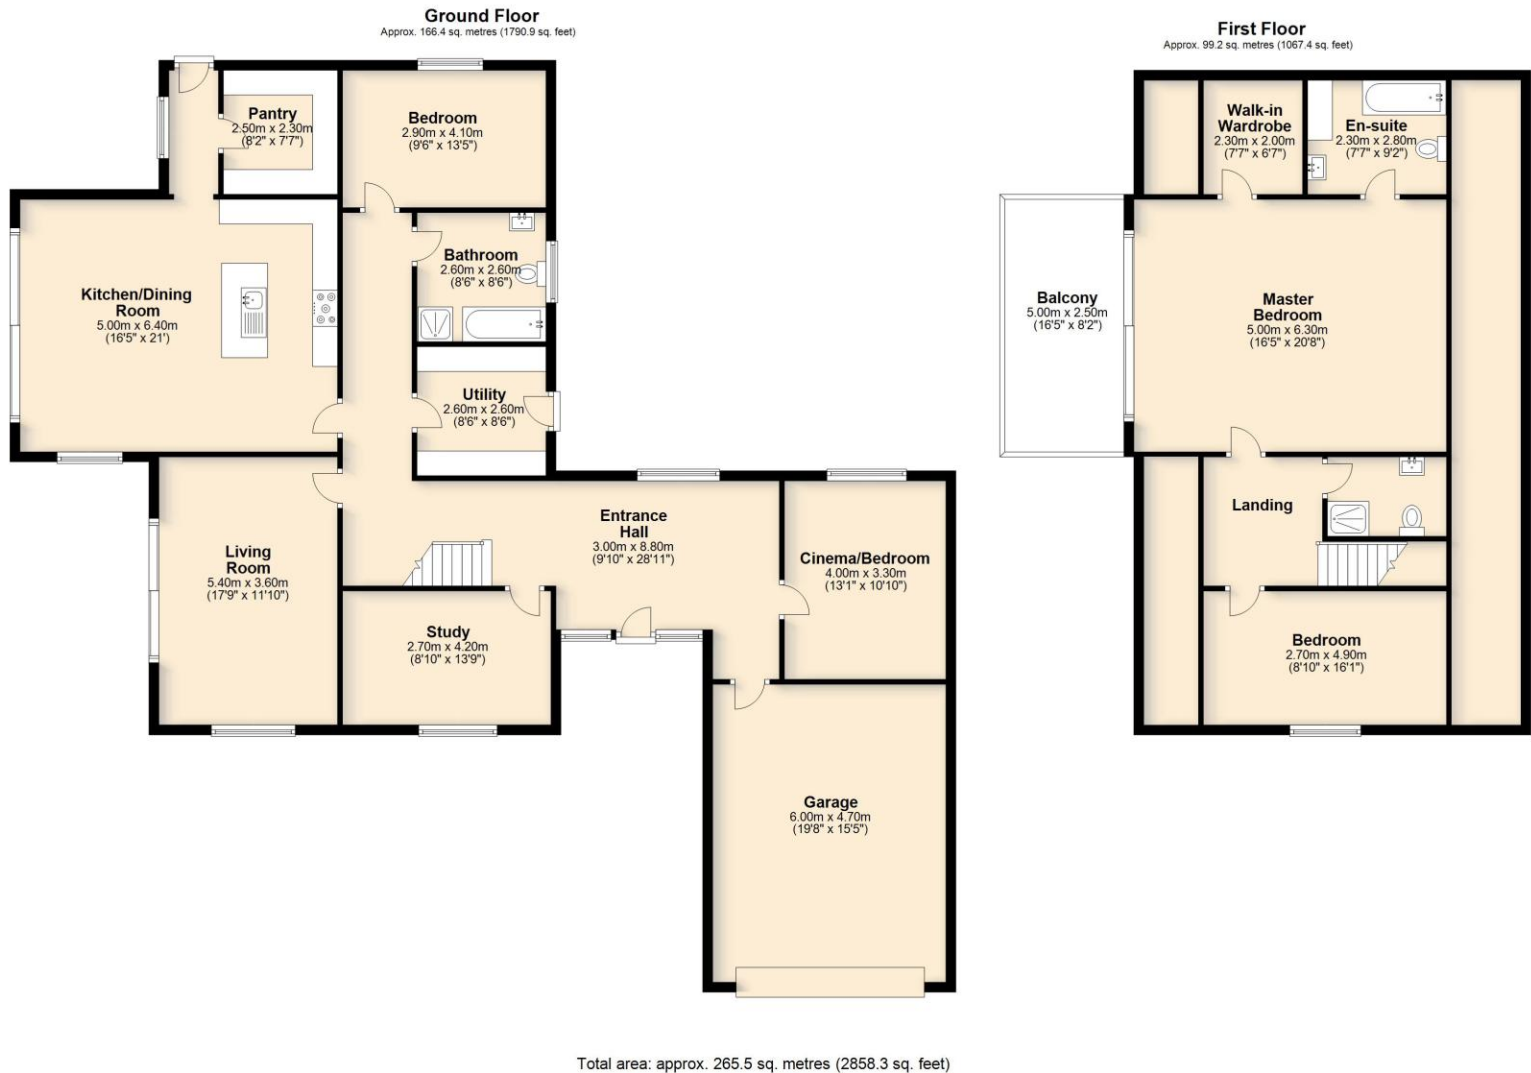 Ground Floor
Approx. 166.4 sq. metres (1790.9 sq. feet)
Pantry
2.50m x 2.30m
(8'2" x 7'7")
Bedroom
2.90m x 4.10m
(9'6" x 13'5")
Kitchen/Dining
Room
5.00m x 6.40m
(16'5" x 21')
Bathroom
2.60m x 2.60m
(8'6" x 8'6")
Utility
2.60m x 2.60m
(8'6" x 8'6")
Living
Room
5.40m x 3.60m
(17'9" x 11'10")
Entrance
Hall
3.00m x 8.80m
(9'10" x 28'11")
Cinema/Bedroom
4.00m x 3.30m
(13'1" x 10'10")
Study
2.70m x 4.20m
(8'10" x 13'9")
Garage
6.00m x 4.70m
(19'8" x 15'5")
First Floor
Approx. 99.2 sq. metres (1067.4 sq. feet)
Walk-in
Wardrobe
2.30m x 2.00m
(7'7" x 6'7")
En-suite
2.30m x 2.80m
(7'7" x 9'2")
Balcony
5.00m x 2.50m
(16'5" x 8'2")
Master
Bedroom
5.00m x 6.30m
(16'5" x 20'8")
Landing
Bedroom
2.70m x 4.90m
(8'10" x 16'1")
Total area: approx. 265.5 sq. metres (2858.3 sq. feet)